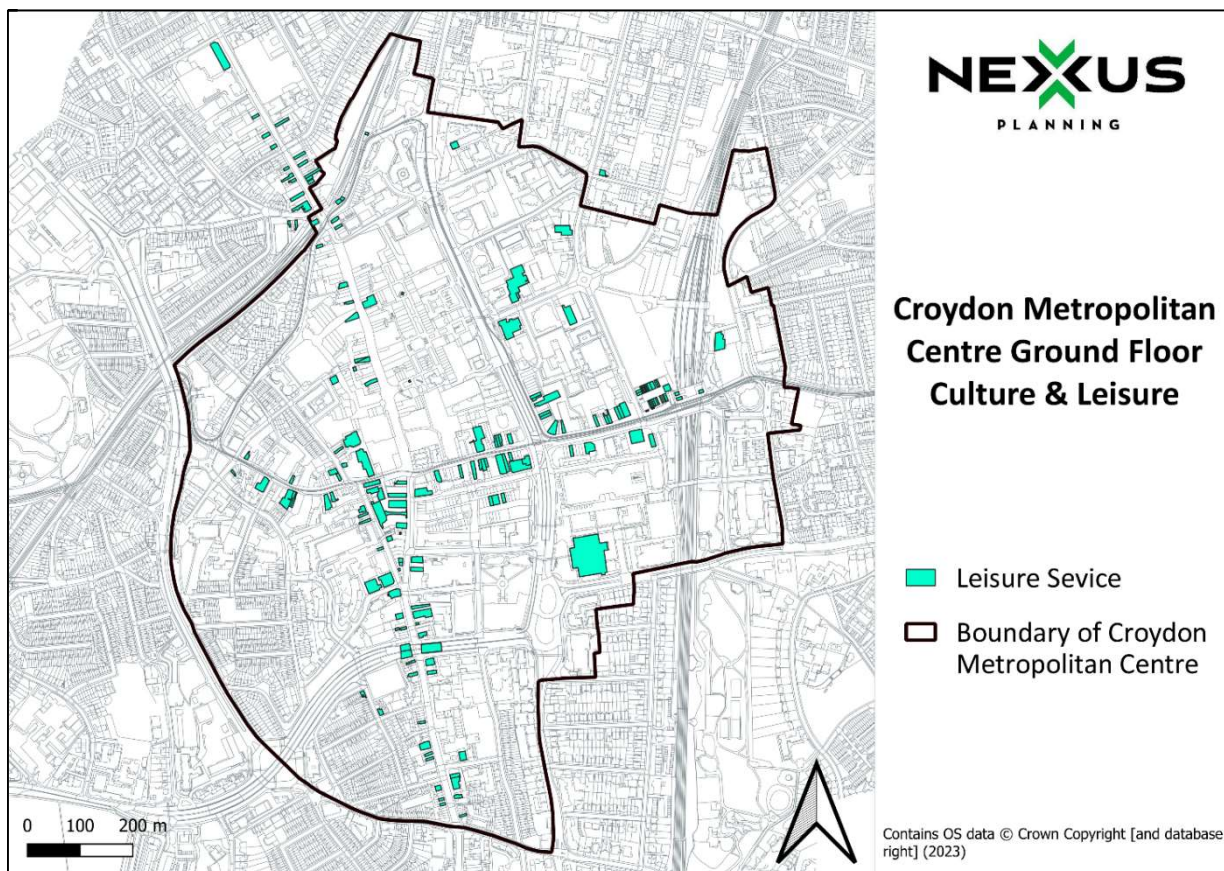 NEXUS
PLANNING
Croydon Metropolitan
Centre Ground Floor
Culture & Leisure
Leisure Sevice
Boundary of Croydon
Metropolitan Centre
0 100 200 m
Contains OS data © Crown Copyright [and database
right] (2023)